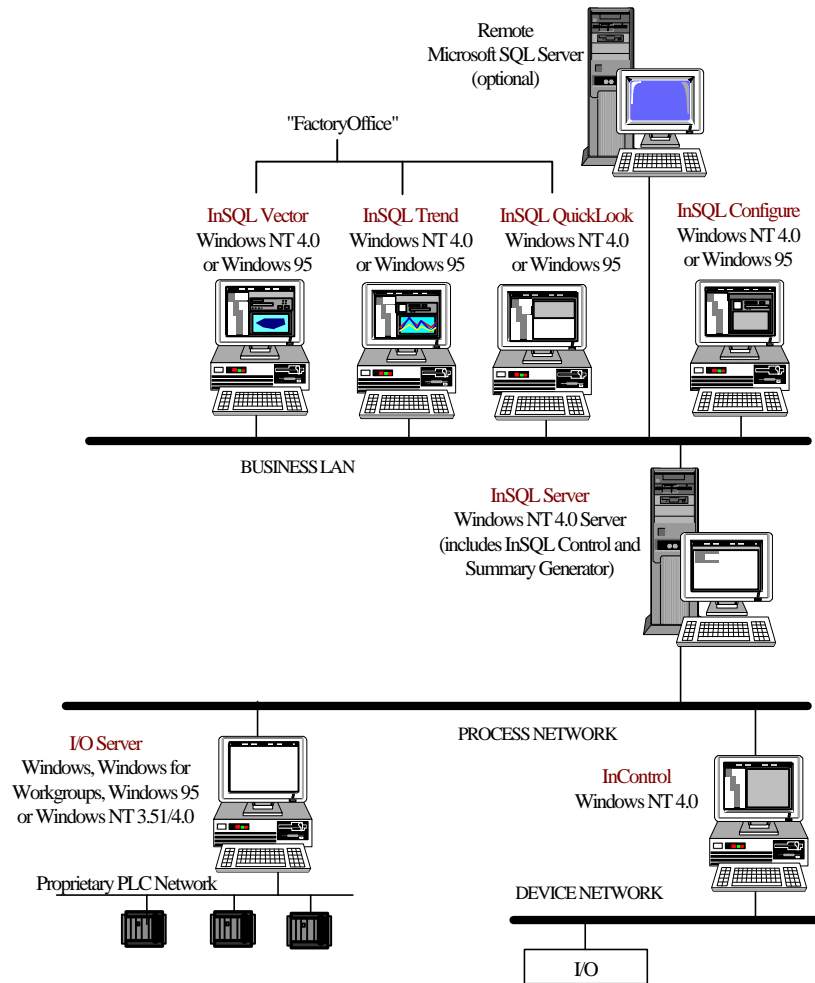 Remote
Microsoft SQL Server
(optional)
"FactoryOffice"
InSQL Vector
Windows NT 4.0
or Windows 95
InSQL Trend
Windows NT 4.0
or Windows 95
InSQL QuickLook
Windows NT 4.0
or Windows 95
InSQL Configure
Windows NT 4.0
or Windows 95
BUSINESS LAN
InSQL Server
Windows NT 4.0 Server
(includes InSQL Control and
Summary Generator)
PROCESS NETWORK
I/O Server
Windows, Windows for
Workgroups, Windows 95
or Windows NT 3.51/4.0
InControl
Windows NT 4.0
Proprietary PLC Network
DEVICE NETWORK
I/O